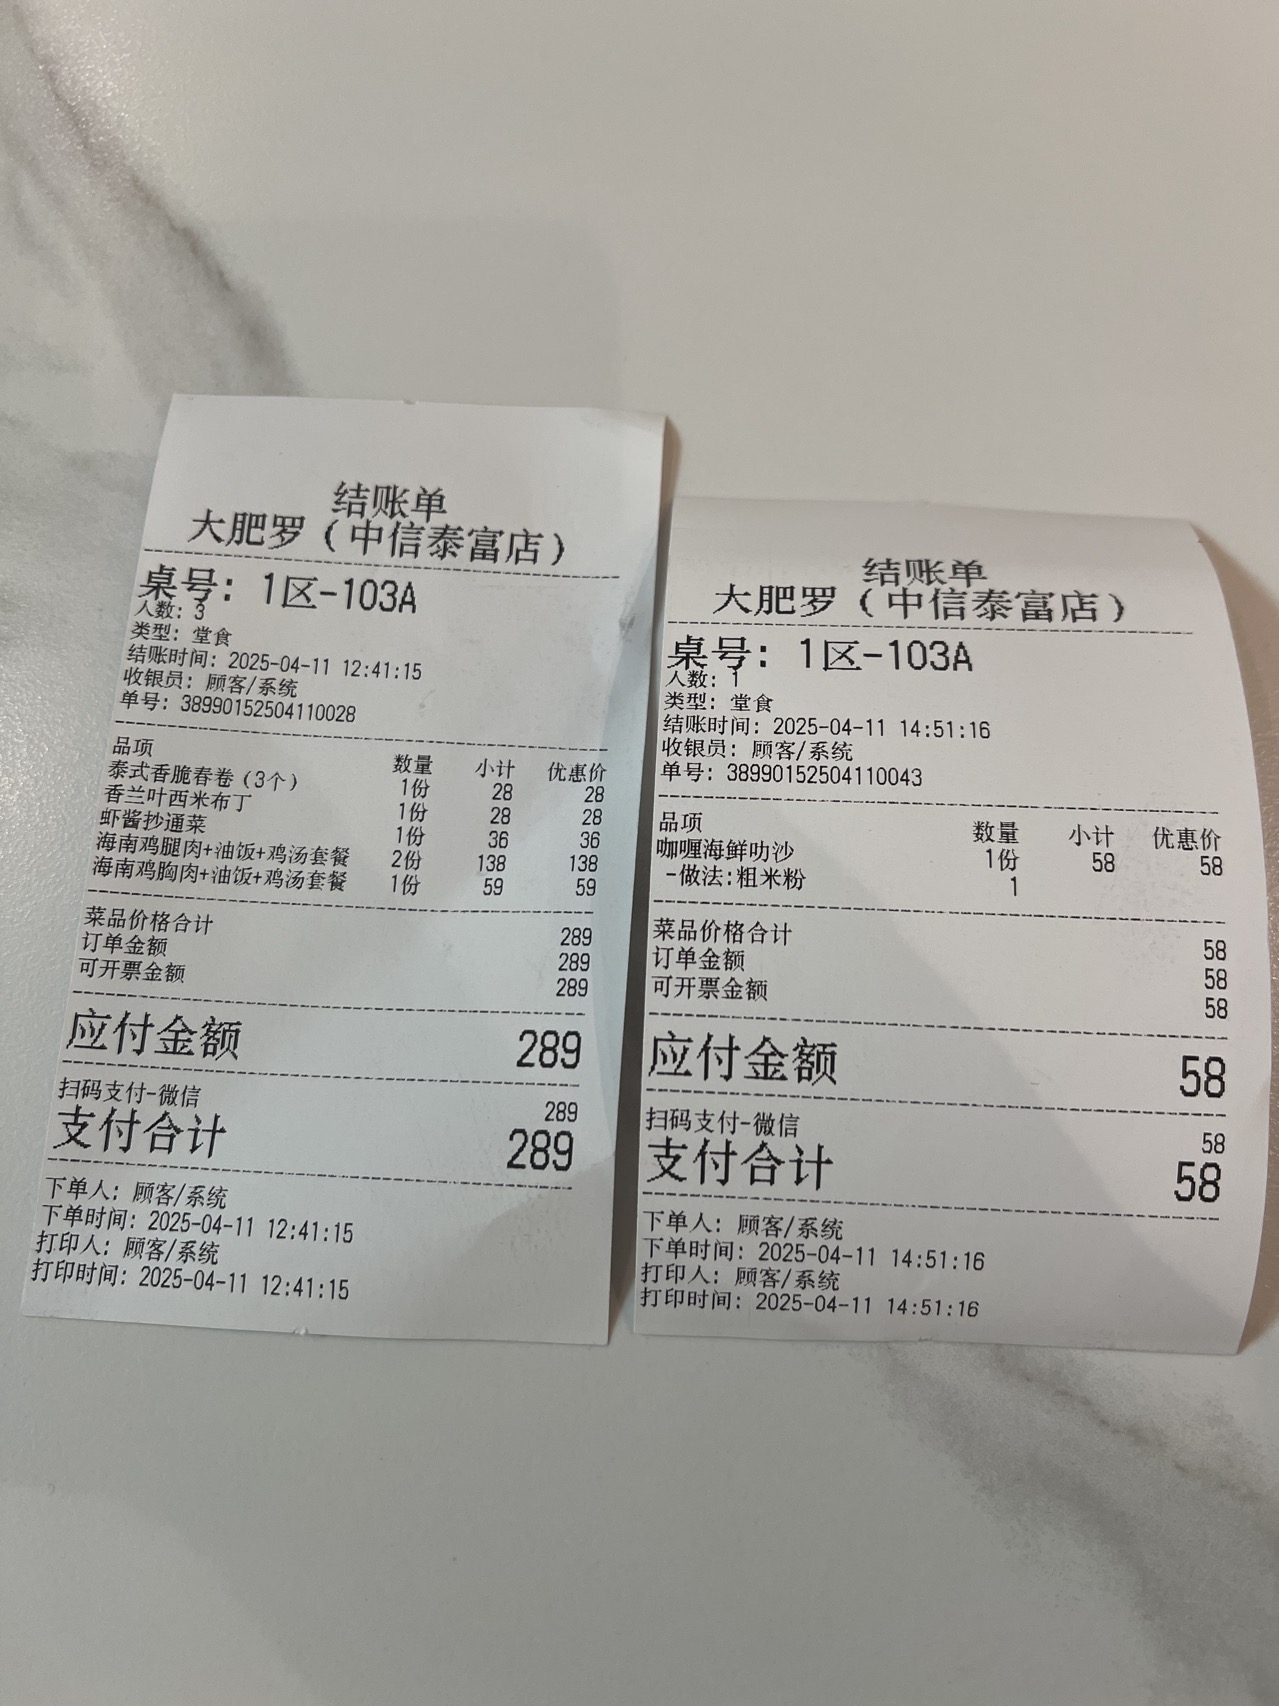 结账单
大肥罗（中信泰富店）
桌号: 1区-103A
人数: 3
类型: 堂食
结账时间: 2025-04-11 12:41:15
收银员: 顾客/系统
单号: 38990152504110028
品项 数量 小计 优惠价
泰式香脆春卷（3个） 1份 28 28
香兰叶西米布丁 1份 28 28
虾酱抄通菜 1份 36 36
海南鸡腿肉+油饭+鸡汤套餐 2份 138 138
海南鸡胸肉+油饭+鸡汤套餐 1份 59 59
菜品价格合计 289
订单金额 289
可开票金额 289
应付金额 289
扫码支付-微信 289
支付合计 289
下单人: 顾客/系统
下单时间: 2025-04-11 12:41:15
打印人: 顾客/系统
打印时间: 2025-04-11 12:41:15
结账单
大肥罗（中信泰富店）
桌号: 1区-103A
人数: 1
类型: 堂食
结账时间: 2025-04-11 14:51:16
收银员: 顾客/系统
单号: 38990152504110043
品项 数量 小计 优惠价
咖喱海鲜叻沙 1份 58 58
-做法:粗米粉 1
菜品价格合计 58
订单金额 58
可开票金额 58
应付金额 58
扫码支付-微信 58
支付合计 58
下单人: 顾客/系统
下单时间: 2025-04-11 14:51:16
打印人: 顾客/系统
打印时间: 2025-04-11 14:51:16